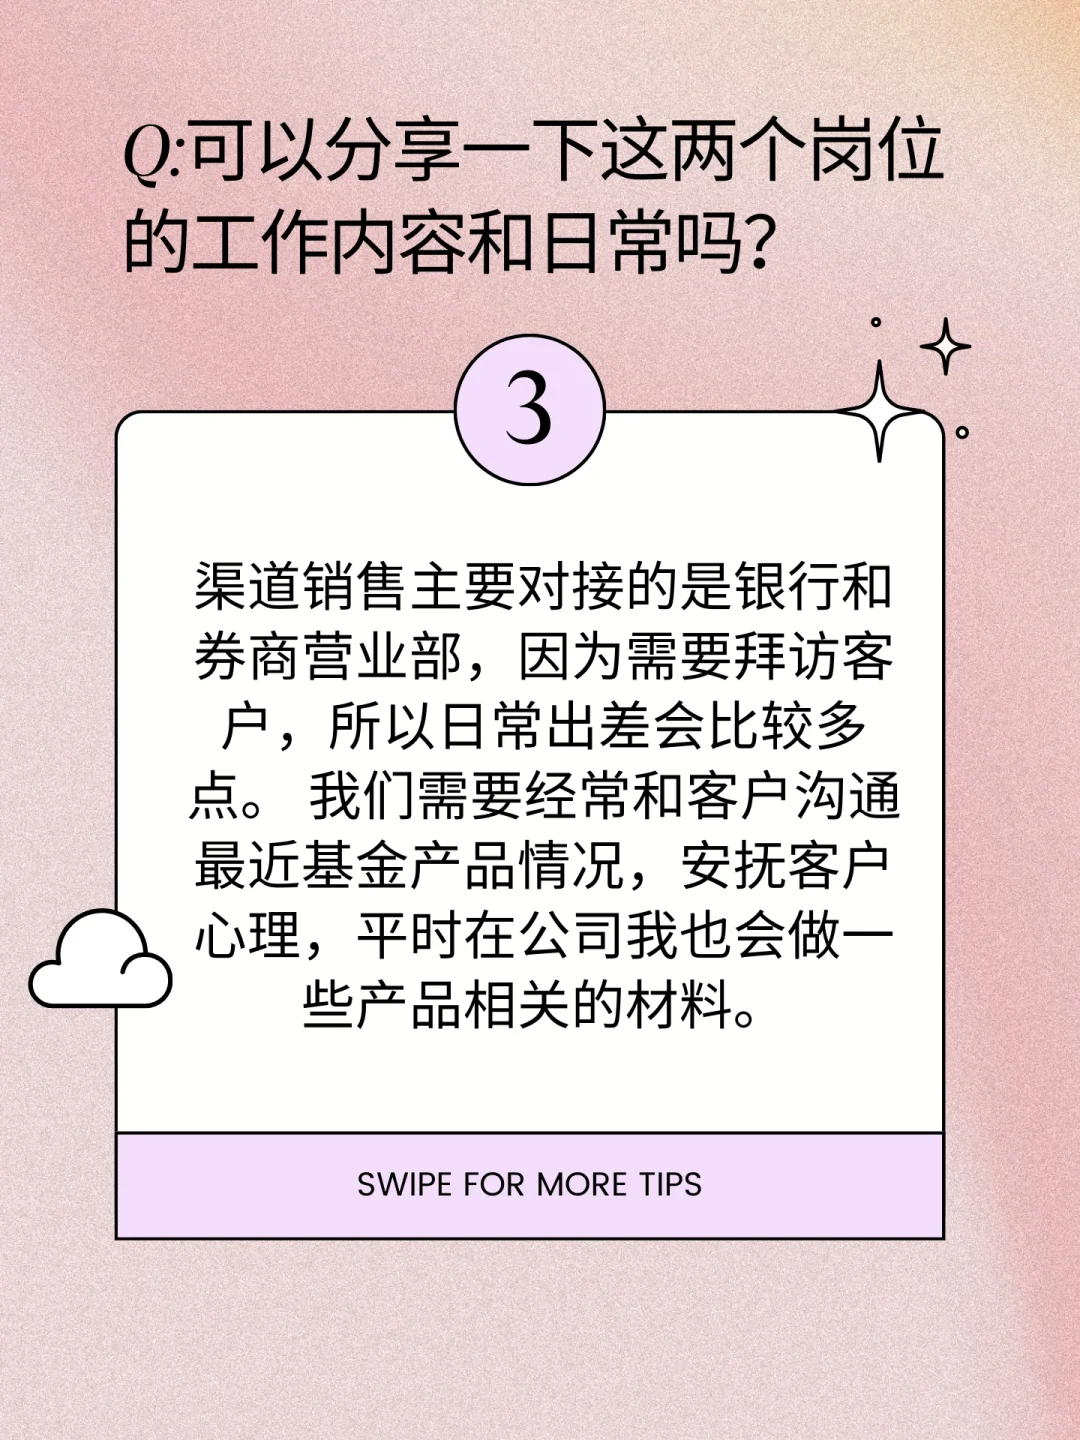 Q:可以分享一下这两个岗位
的工作内容和日常吗？
3
渠道销售主要对接的是银行和
券商营业部，因为需要拜访客
户，所以日常出差会比较多
点。 我们需要经常和客户沟通
最近基金产品情况，安抚客户
心理，平时在公司我也会做一
些产品相关的材料。
SWIPE FOR MORE TIPS